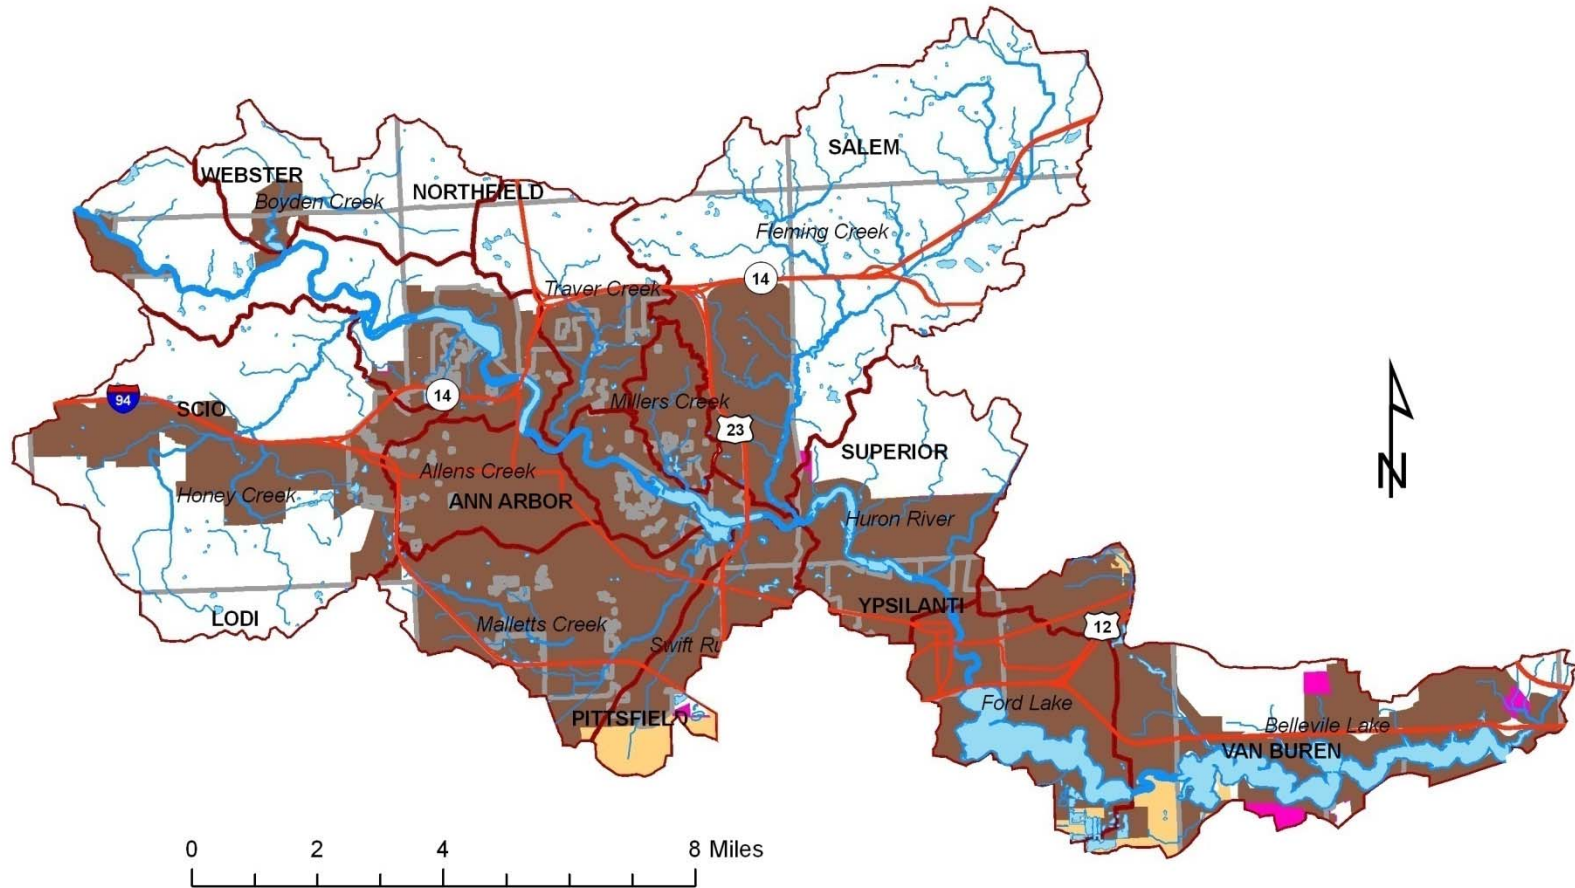 SALEM
WEBSTER
NORTHFIELD
Boyden Creek
Fleming Creek
14
Traver Creek
94
14
SCIO
Millers Creek
23
SUPERIOR
Allens Creek
Honey Creek
ANN ARBOR
Huron River
N
YPSILANTI
LODI
Malletts Creek
12
Swift Ru
Ford Lake
PITTSFIELD
Bellevile Lake
VAN BUREN
0 2 4 8 Miles